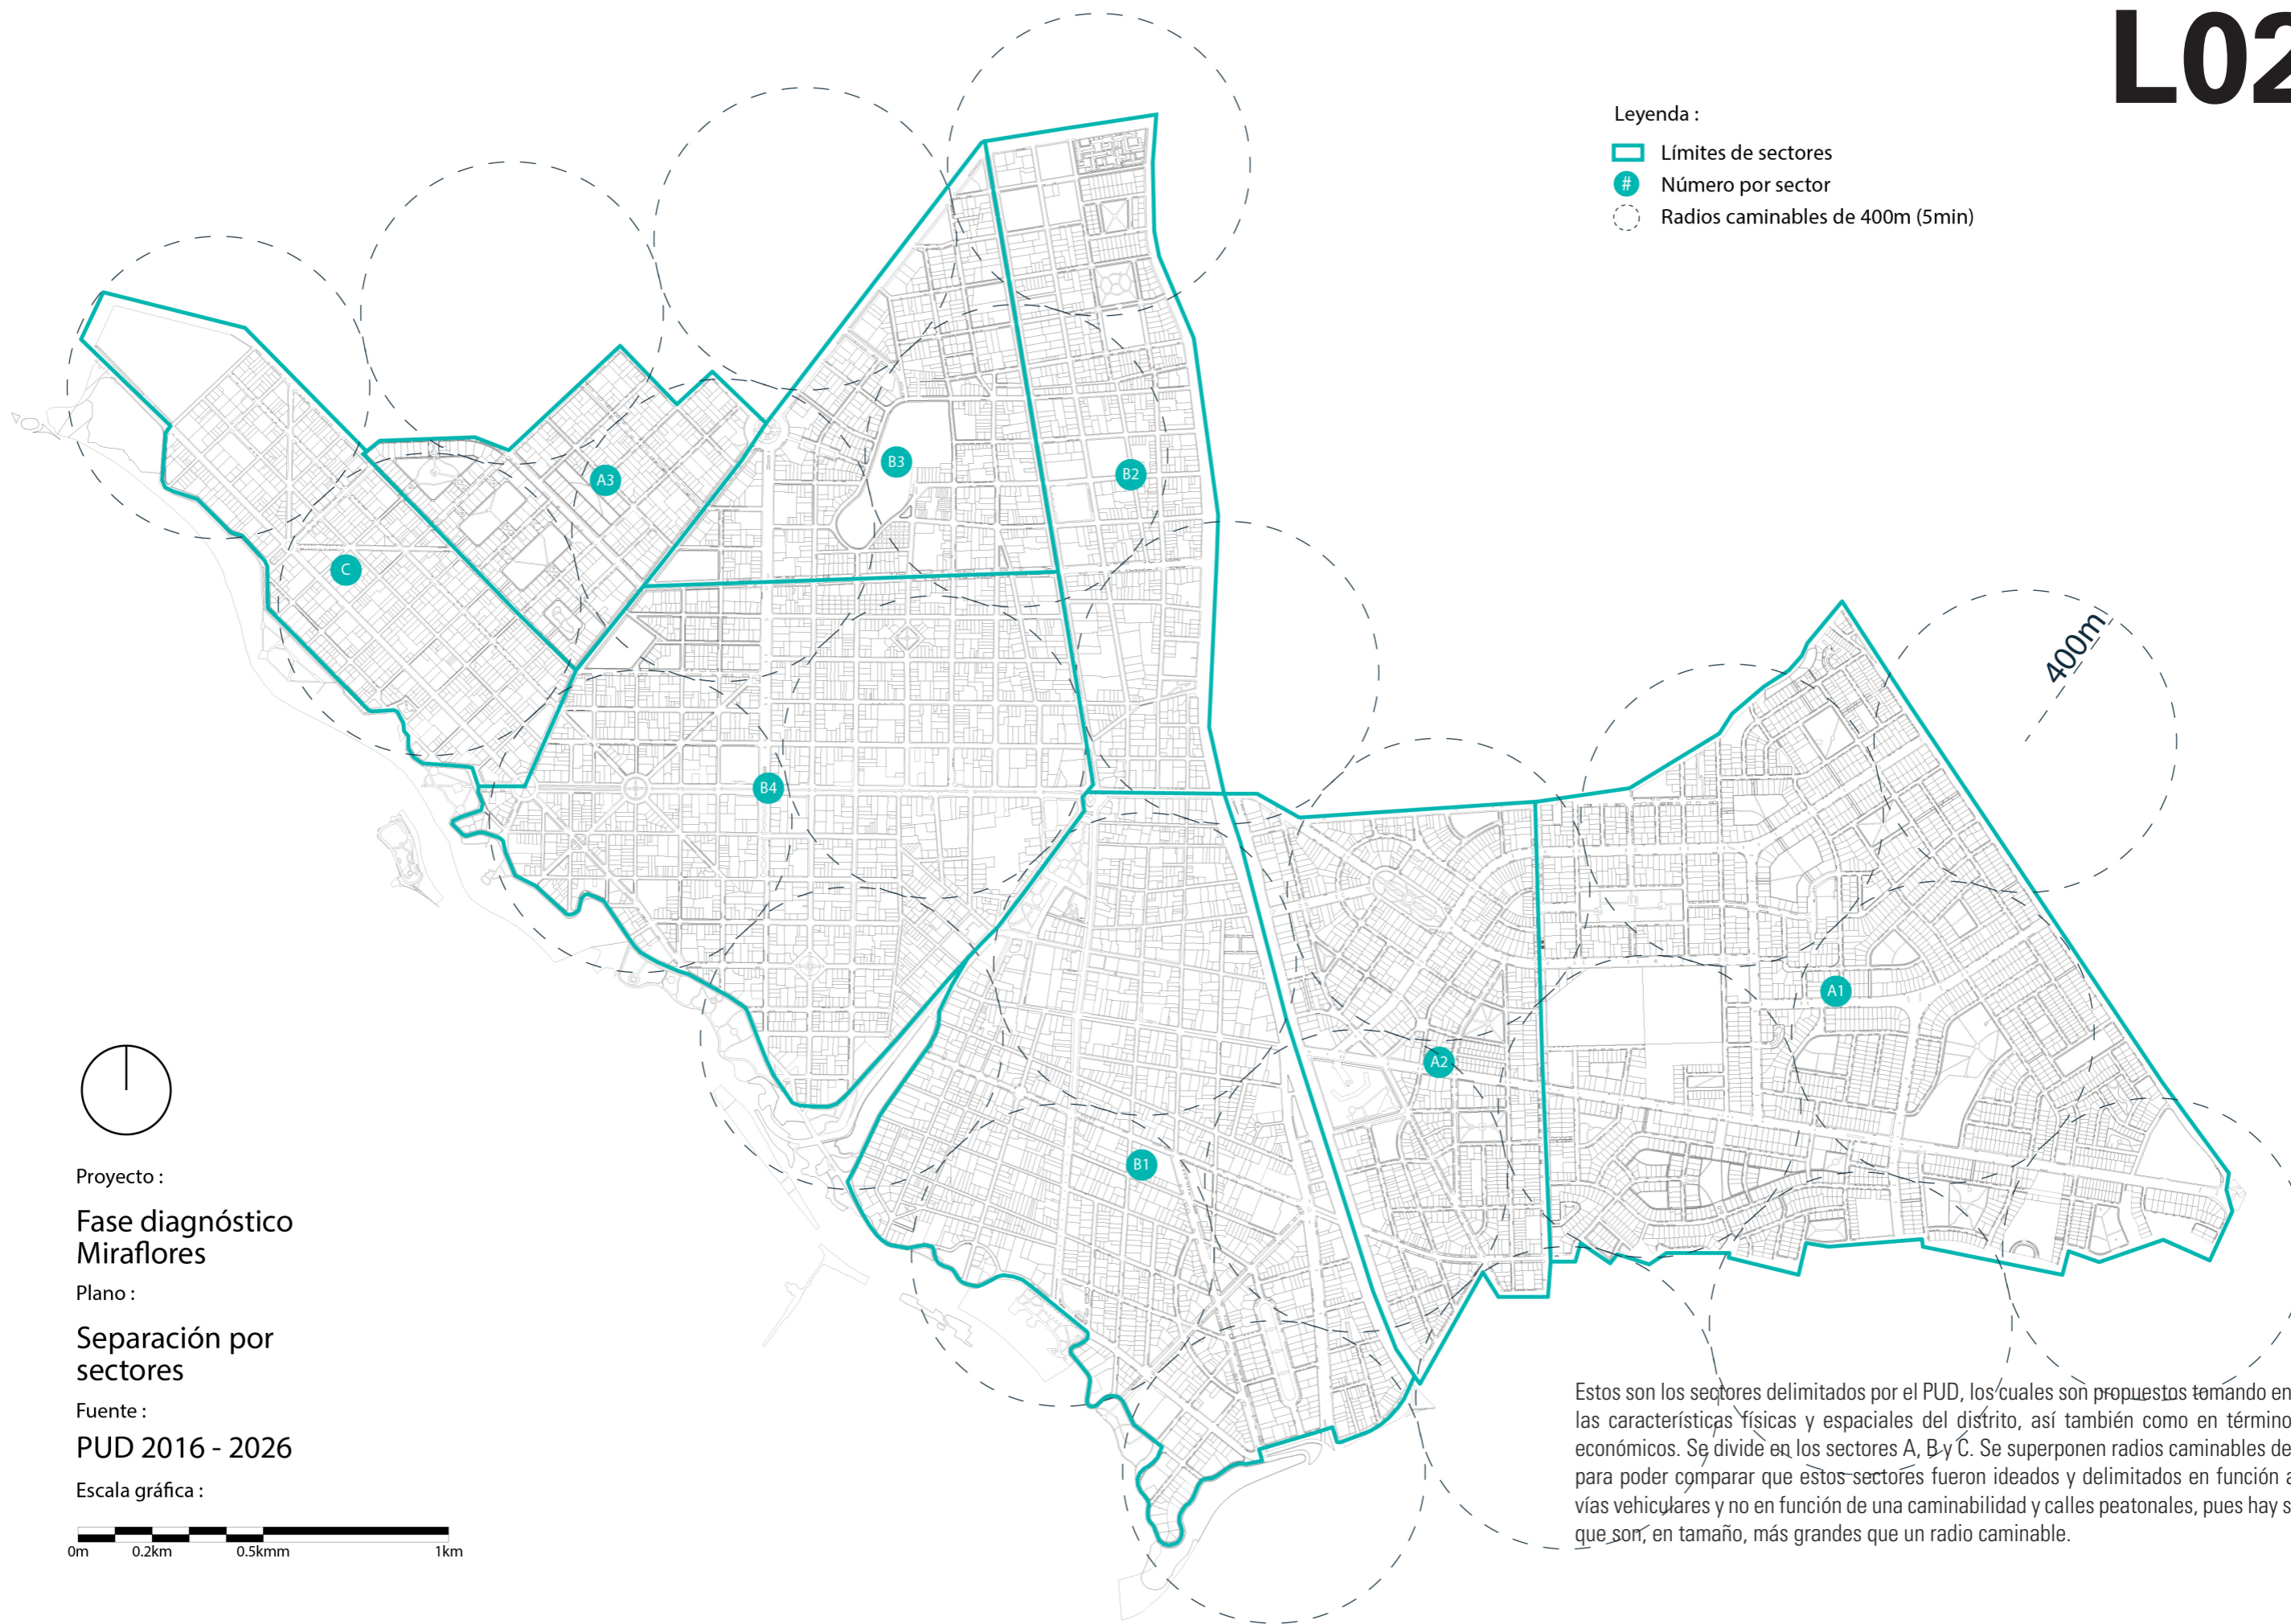 L02
Leyenda :
Límites de sectores
# Número por sector
Radios caminables de 400m (5min)
400m
B3
B2
A3
C
B4
A1
A2
B1
Proyecto :
Fase diagnóstico
Miraflores
Plano :
Separación por
sectores
Fuente :
PUD 2016 - 2026
Escala gráfica :
0m 0.2km 0.5kmm 1km
Estos son los sectores delimitados por el PUD, los cuales son propuestos tomando en
las características físicas y espaciales del distrito, así también como en término
económicos. Se divide en los sectores A, B y C. Se superponen radios caminables de
para poder comparar que estos sectores fueron ideados y delimitados en función a
vías vehiculares y no en función de una caminabilidad y calles peatonales, pues hay s
que son, en tamaño, más grandes que un radio caminable.